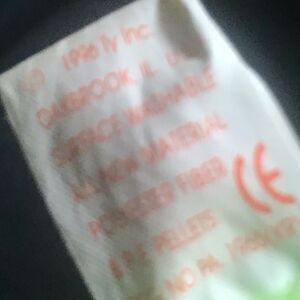 © 1996 Ty Inc.
OAKBROOK, IL U
SURFACE WASHABLE
ALL NEW MATERIAL
POLYESTER FIBER
& P.E. PELLETS CE
NO PA.